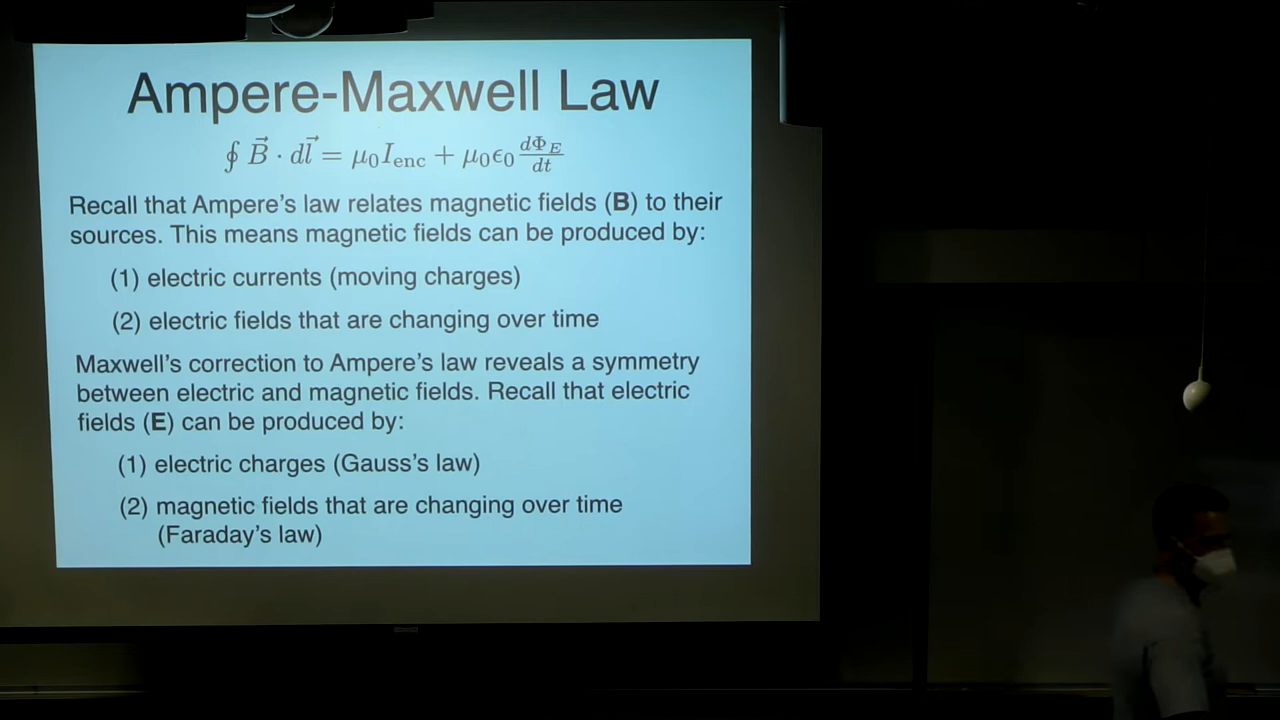 Ampere-Maxwell Law
∮ B⃗ · dl⃗ = μ₀I_enc + μ₀ϵ₀ dΦ_E/dt
Recall that Ampere's law relates magnetic fields (B) to their
sources. This means magnetic fields can be produced by:
(1) electric currents (moving charges)
(2) electric fields that are changing over time
Maxwell's correction to Ampere's law reveals a symmetry
between electric and magnetic fields. Recall that electric
fields (E) can be produced by:
(1) electric charges (Gauss's law)
(2) magnetic fields that are changing over time
(Faraday's law)